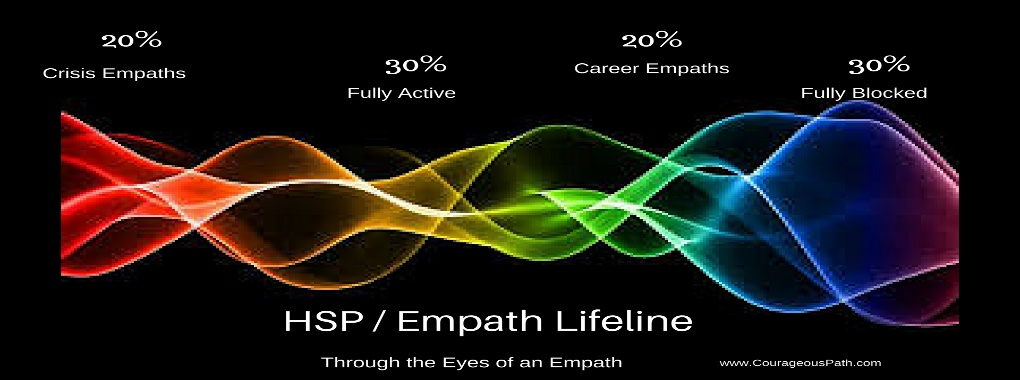 20%
Crisis Empaths
30%
Fully Active
20%
Career Empaths
30%
Fully Blocked
HSP / Empath Lifeline
Through the Eyes of an Empath
www.CourageousPath.com